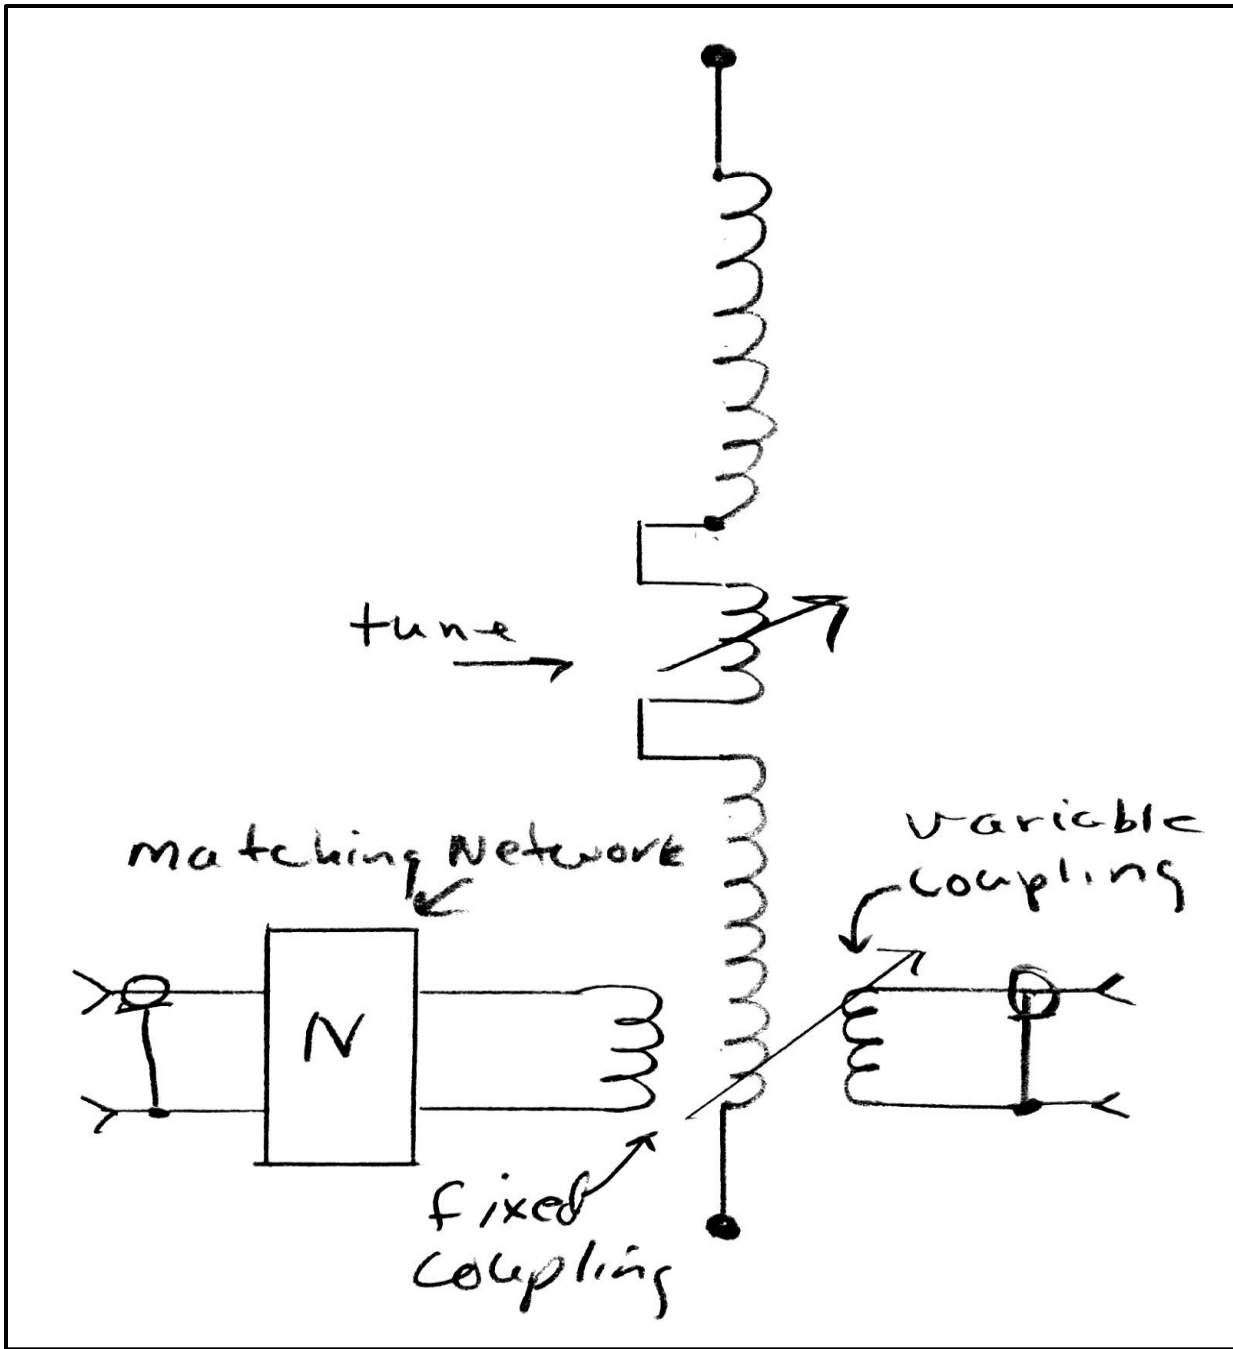 tune
matching Network
variable
coupling
N
fixed
coupling